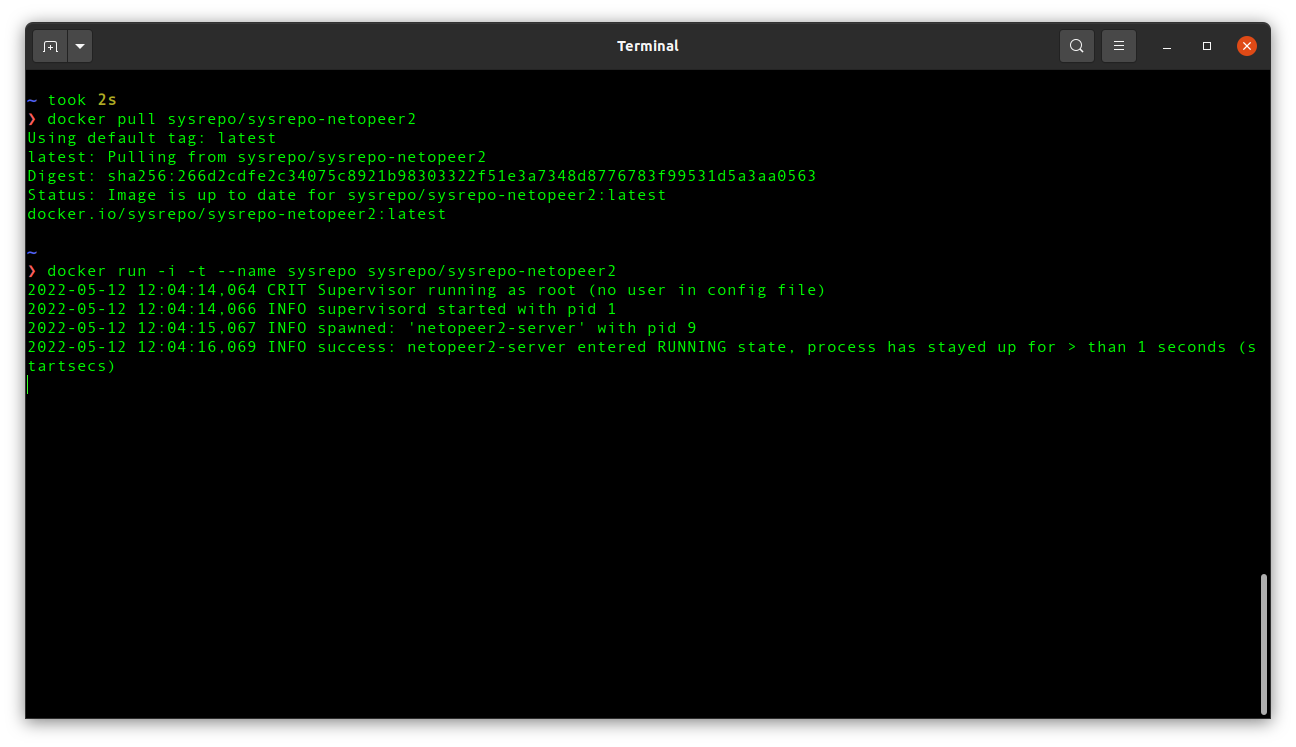 Terminal
~ took 2s
❯ docker pull sysrepo/sysrepo-netopeer2
Using default tag: latest
latest: Pulling from sysrepo/sysrepo-netopeer2
Digest: sha256:266d2cdfe2c34075c8921b98303322f51e3a7348d8776783f99531d5a3aa0563
Status: Image is up to date for sysrepo/sysrepo-netopeer2:latest
docker.io/sysrepo/sysrepo-netopeer2:latest
~
❯ docker run -i -t --name sysrepo sysrepo/sysrepo-netopeer2
2022-05-12 12:04:14,064 CRIT Supervisor running as root (no user in config file)
2022-05-12 12:04:14,066 INFO supervisord started with pid 1
2022-05-12 12:04:15,067 INFO spawned: 'netopeer2-server' with pid 9
2022-05-12 12:04:16,069 INFO success: netopeer2-server entered RUNNING state, process has stayed up for > than 1 seconds (s
tartsecs)